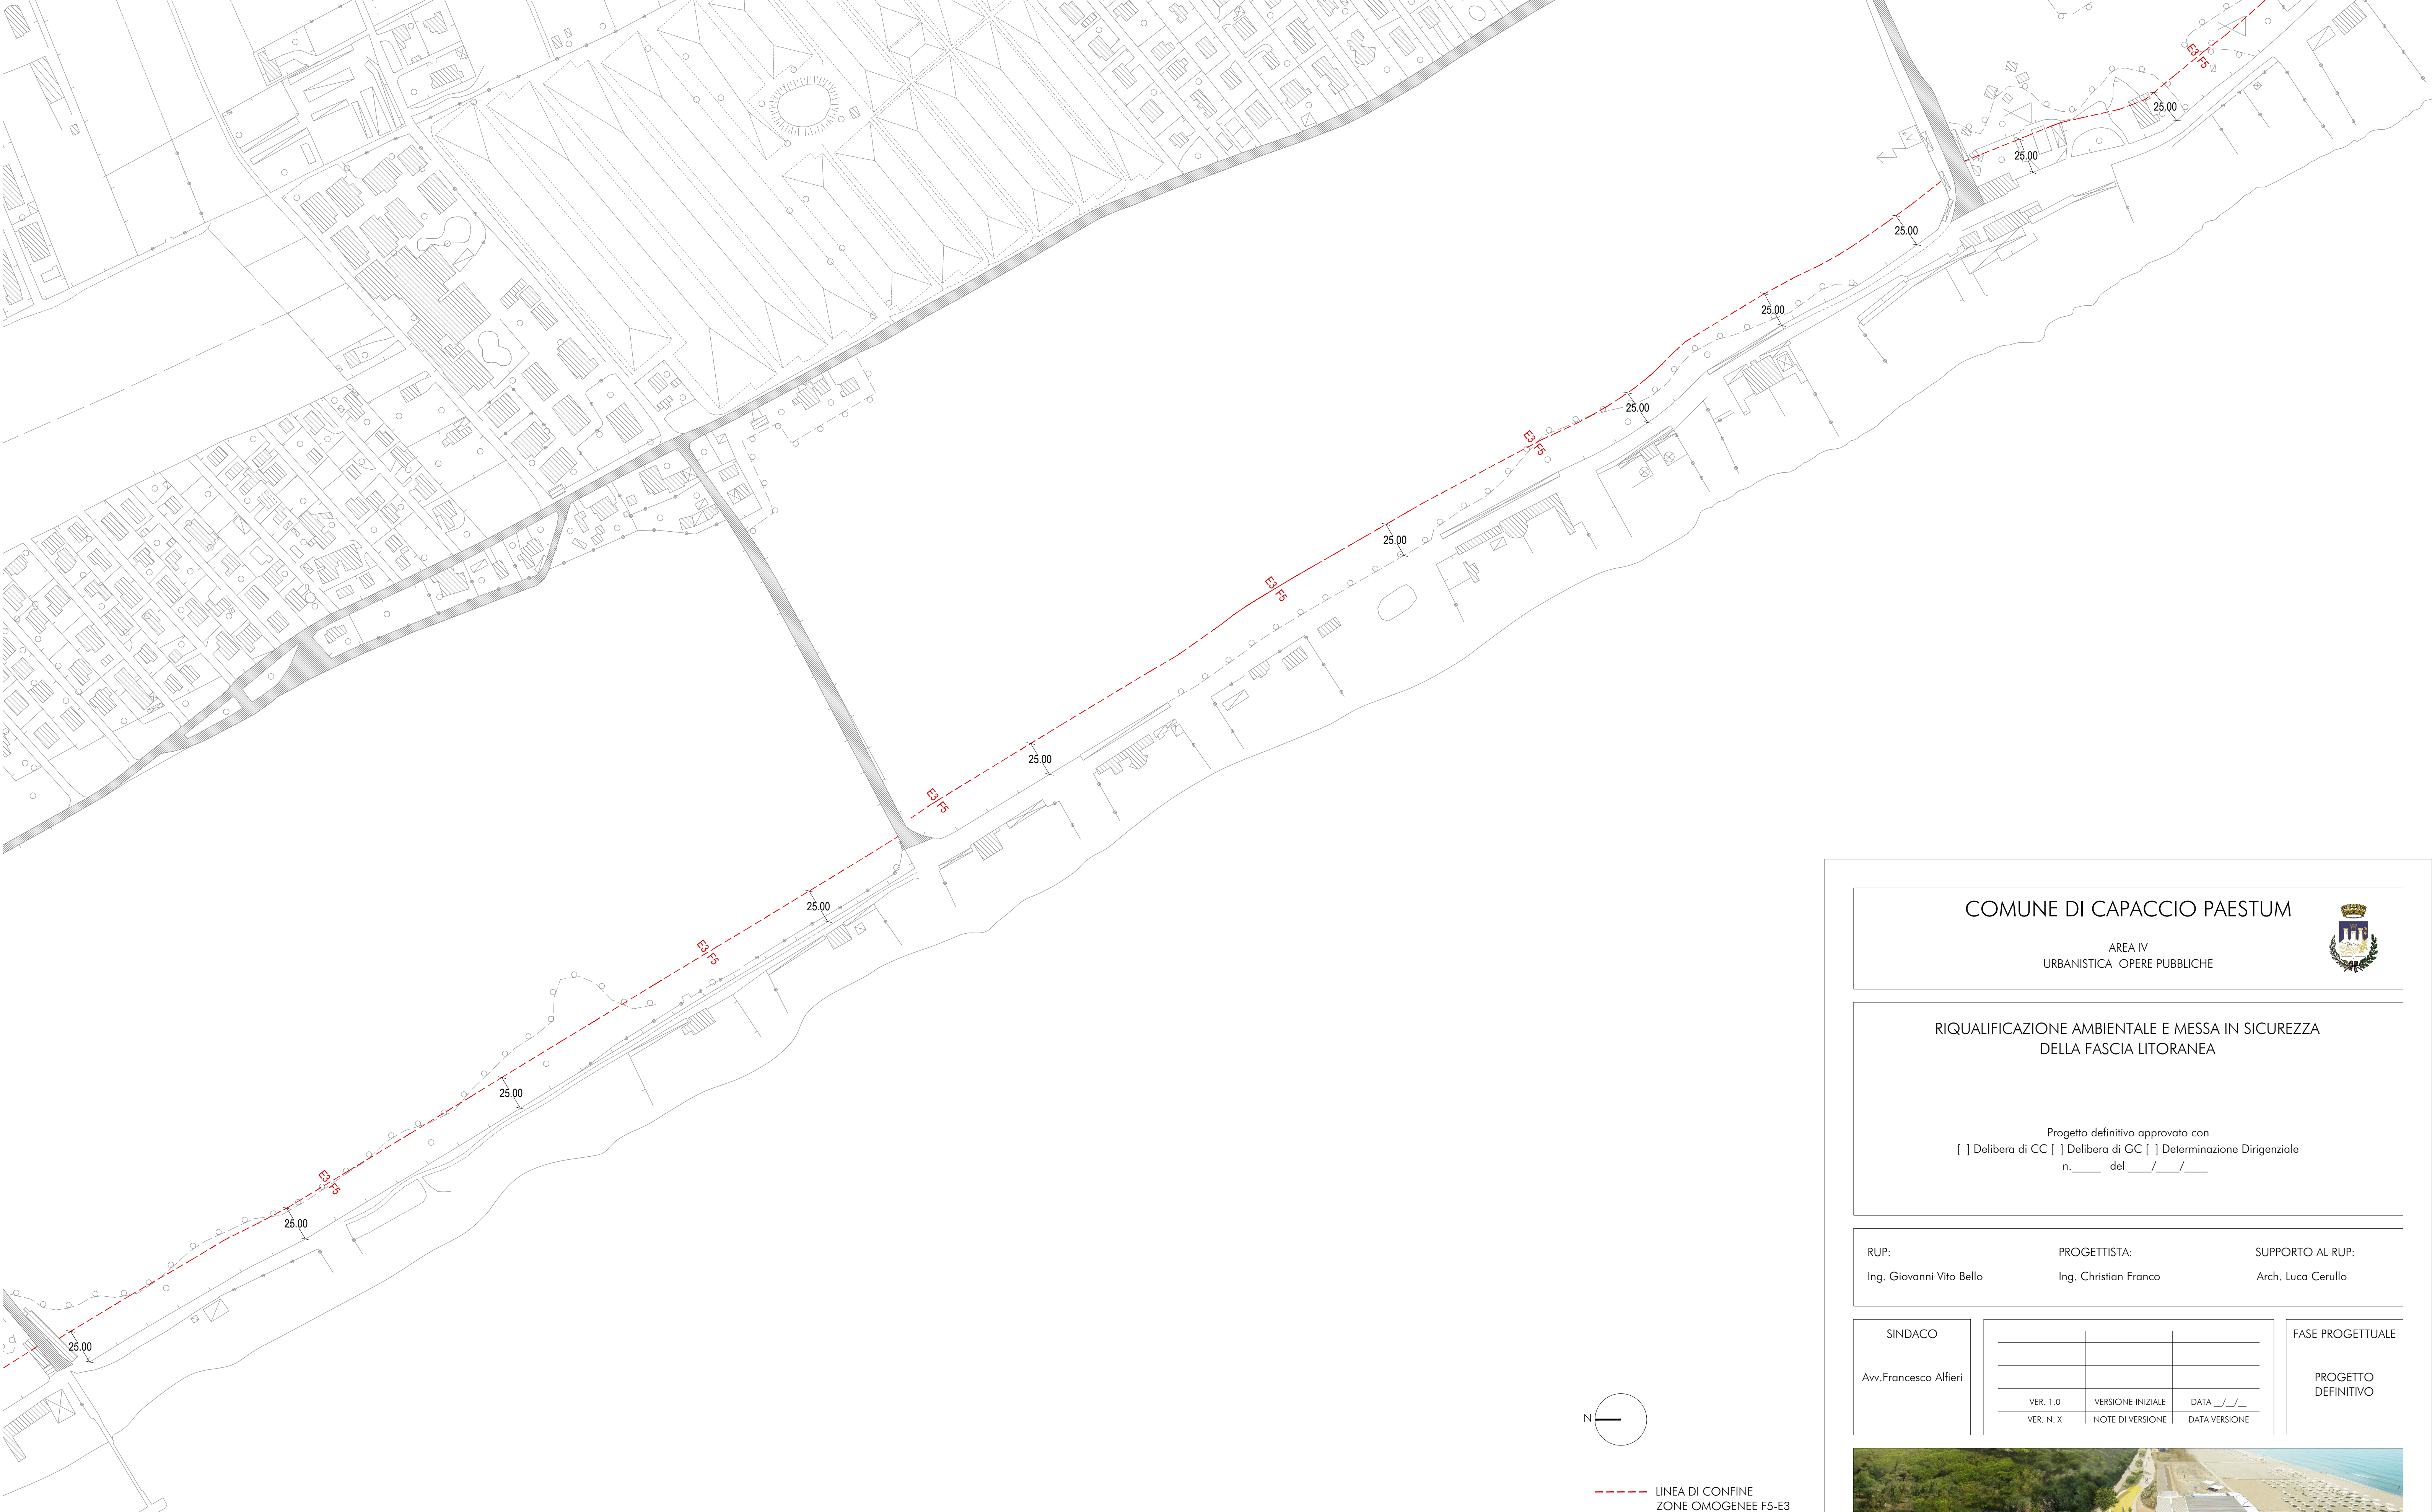 E3 F5
25.00
25.00
25.00
25.00
25.00
E3 F5
25.00
E3 F5
25.00
25.00
E3 F5
25.00
E3 F5
25.00
E3 F5
25.00
25.00
COMUNE DI CAPACCIO PAESTUM
AREA IV
URBANISTICA OPERE PUBBLICHE
RIQUALIFICAZIONE AMBIENTALE E MESSA IN SICUREZZA
DELLA FASCIA LITORANEA
Progetto definitivo approvato con
[ ] Delibera di CC [ ] Delibera di GC [ ] Determinazione Dirigenziale
n._____ del ____/____/____
RUP: PROGETTISTA: SUPPORTO AL RUP:
Ing. Giovanni Vito Bello Ing. Christian Franco Arch. Luca Cerullo
SINDACO
Avv.Francesco Alfieri
VER. 1.0 VERSIONE INIZIALE DATA __/__/__
VER. N. X NOTE DI VERSIONE DATA VERSIONE
FASE PROGETTUALE
PROGETTO
DEFINITIVO
N
LINEA DI CONFINE
ZONE OMOGENEE F5-E3